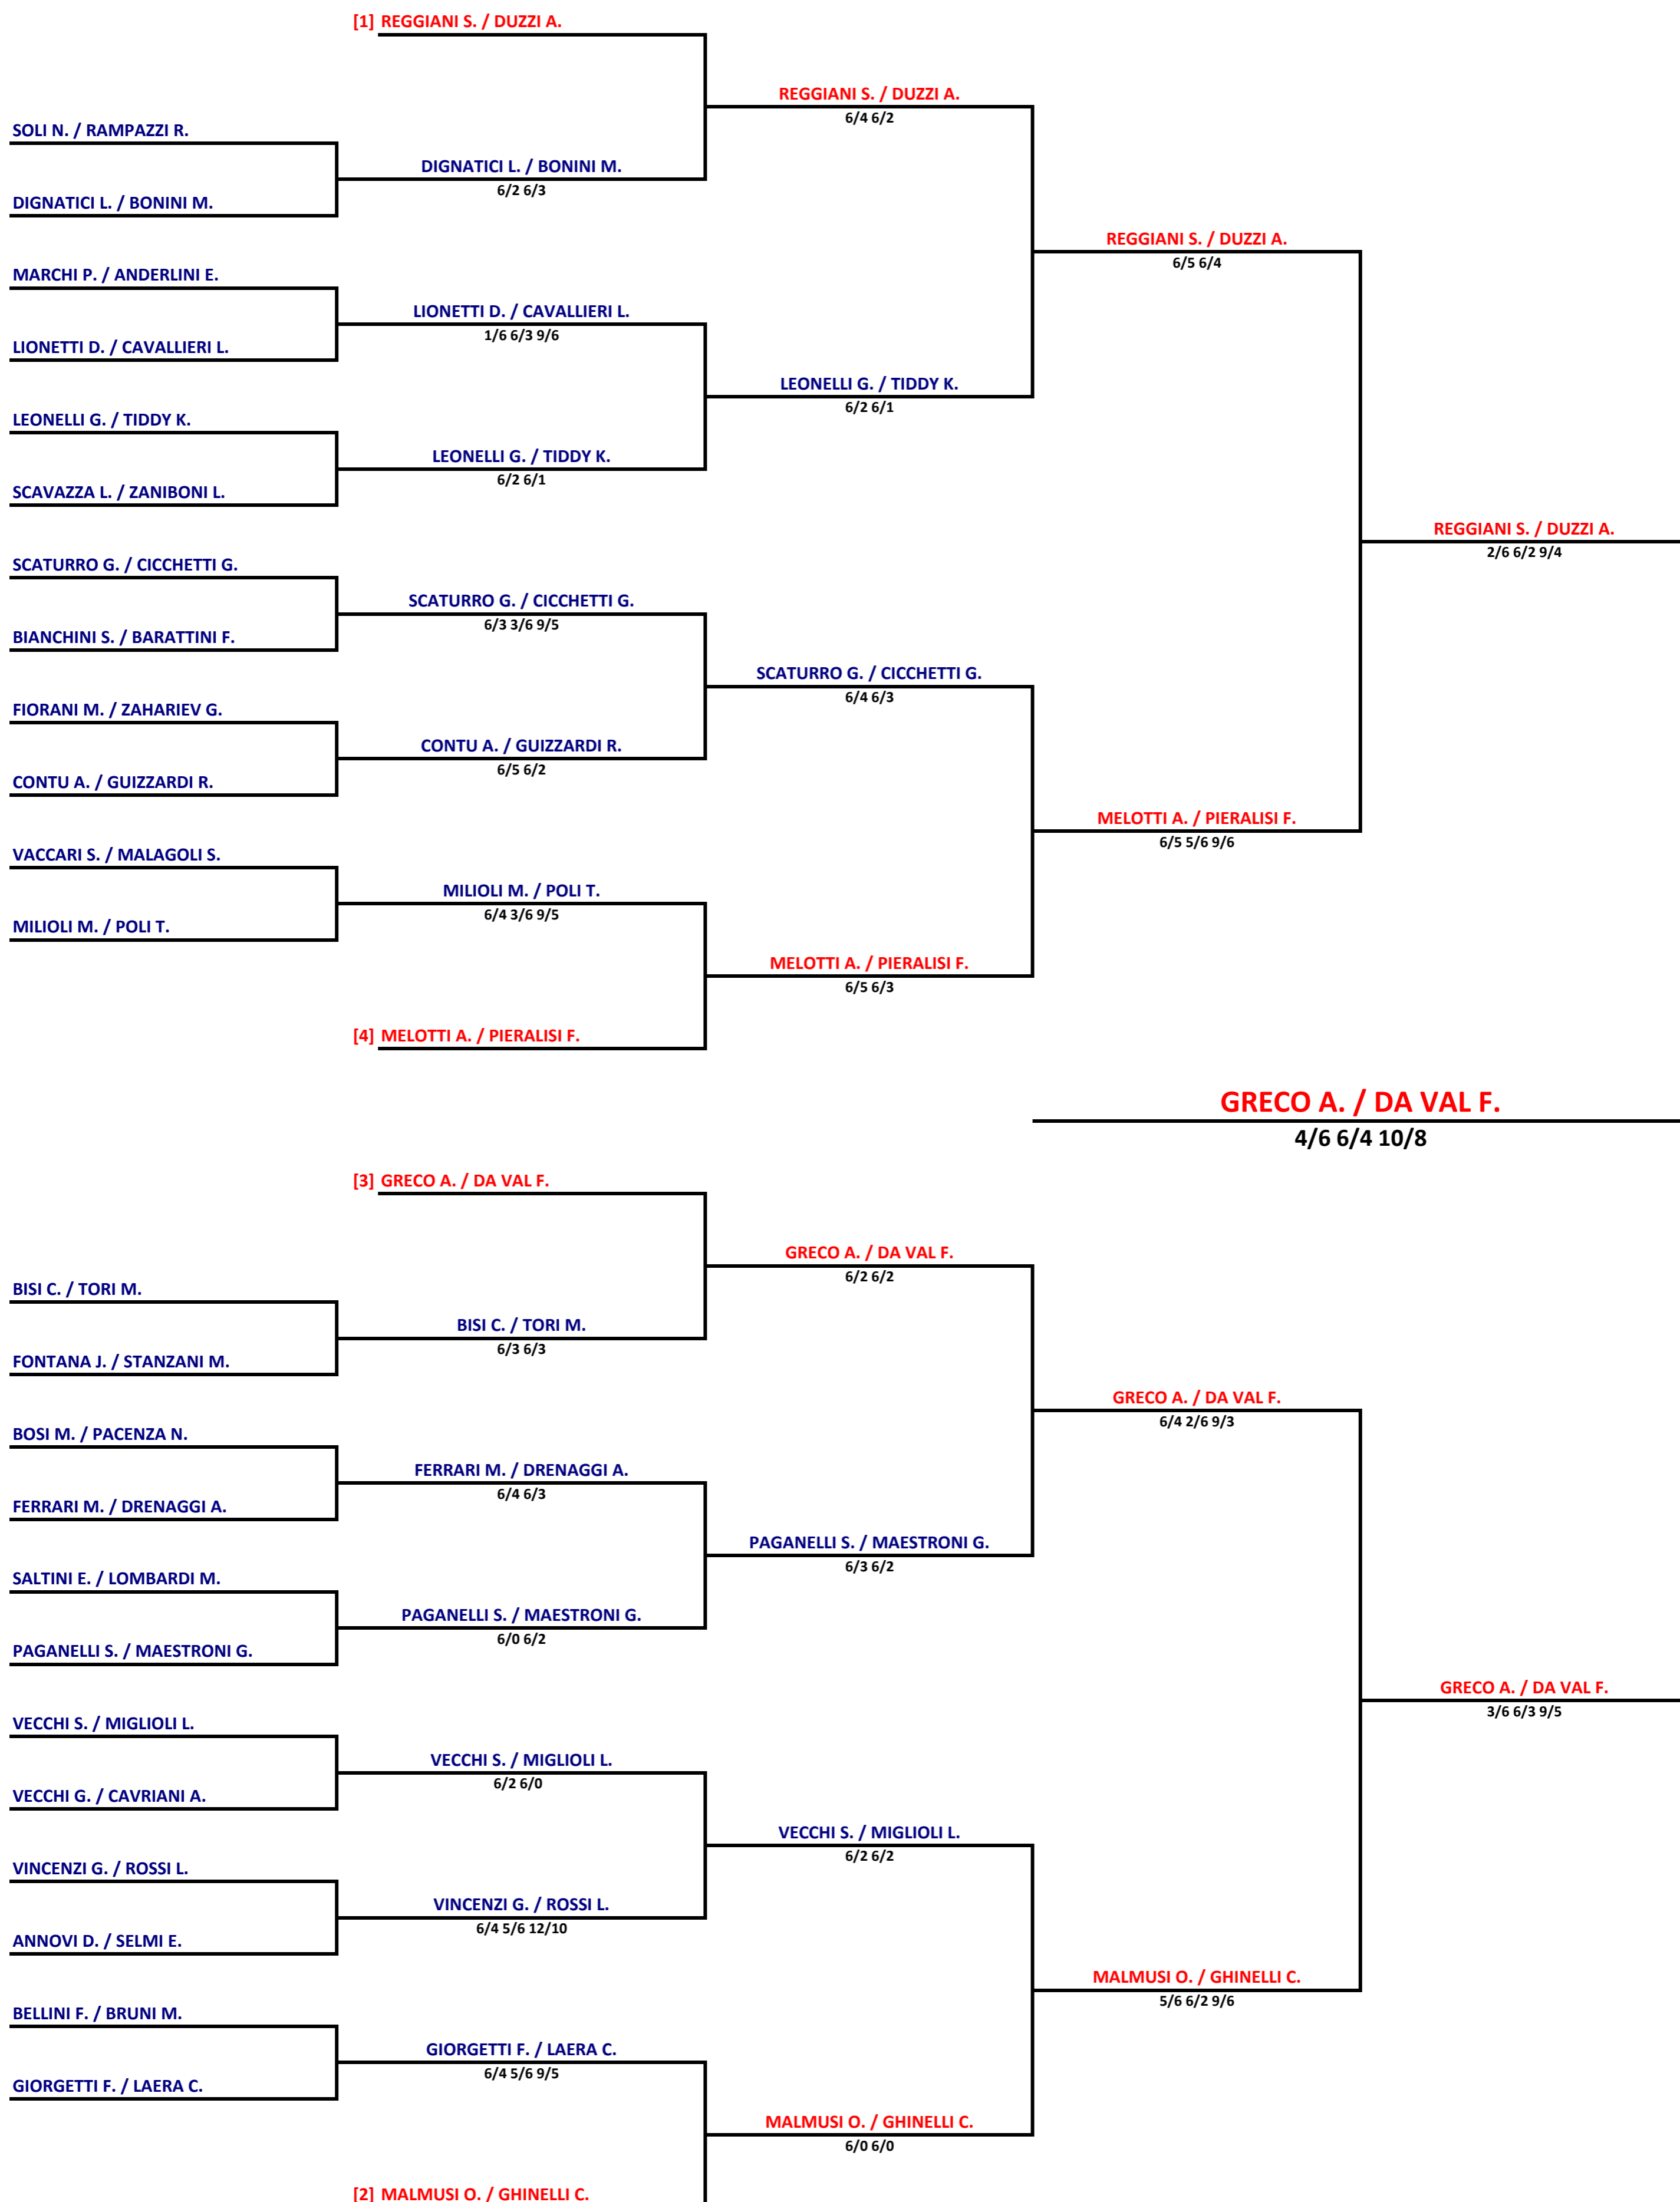 [1] REGGIANI S. / DUZZI A.
REGGIANI S. / DUZZI A.
6/4 6/2
SOLI N. / RAMPAZZI R.
DIGNATICI L. / BONINI M.
6/2 6/3
DIGNATICI L. / BONINI M.
REGGIANI S. / DUZZI A.
6/5 6/4
MARCHI P. / ANDERLINI E.
LIONETTI D. / CAVALLIERI L.
1/6 6/3 9/6
LIONETTI D. / CAVALLIERI L.
LEONELLI G. / TIDDY K.
6/2 6/1
LEONELLI G. / TIDDY K.
LEONELLI G. / TIDDY K.
6/2 6/1
SCAVAZZA L. / ZANIBONI L.
REGGIANI S. / DUZZI A.
2/6 6/2 9/4
SCATURRO G. / CICCHETTI G.
SCATURRO G. / CICCHETTI G.
6/3 3/6 9/5
BIANCHINI S. / BARATTINI F.
SCATURRO G. / CICCHETTI G.
6/4 6/3
FIORANI M. / ZAHARIEV G.
CONTU A. / GUIZZARDI R.
6/5 6/2
CONTU A. / GUIZZARDI R.
MELOTTI A. / PIERALISI F.
6/5 5/6 9/6
VACCARI S. / MALAGOLI S.
MILIOLI M. / POLI T.
6/4 3/6 9/5
MILIOLI M. / POLI T.
MELOTTI A. / PIERALISI F.
6/5 6/3
[4] MELOTTI A. / PIERALISI F.
GRECO A. / DA VAL F.
4/6 6/4 10/8
[3] GRECO A. / DA VAL F.
GRECO A. / DA VAL F.
6/2 6/2
BISI C. / TORI M.
BISI C. / TORI M.
6/3 6/3
FONTANA J. / STANZANI M.
GRECO A. / DA VAL F.
6/4 2/6 9/3
BOSI M. / PACENZA N.
FERRARI M. / DRENAGGI A.
6/4 6/3
FERRARI M. / DRENAGGI A.
PAGANELLI S. / MAESTRONI G.
6/3 6/2
SALTINI E. / LOMBARDI M.
PAGANELLI S. / MAESTRONI G.
6/0 6/2
PAGANELLI S. / MAESTRONI G.
GRECO A. / DA VAL F.
3/6 6/3 9/5
VECCHI S. / MIGLIOLI L.
VECCHI S. / MIGLIOLI L.
6/2 6/0
VECCHI G. / CAVRIANI A.
VECCHI S. / MIGLIOLI L.
6/2 6/2
VINCENZI G. / ROSSI L.
VINCENZI G. / ROSSI L.
6/4 5/6 12/10
ANNOVI D. / SELMI E.
MALMUSI O. / GHINELLI C.
5/6 6/2 9/6
BELLINI F. / BRUNI M.
GIORGETTI F. / LAERA C.
6/4 5/6 9/5
GIORGETTI F. / LAERA C.
MALMUSI O. / GHINELLI C.
6/0 6/0
[2] MALMUSI O. / GHINELLI C.